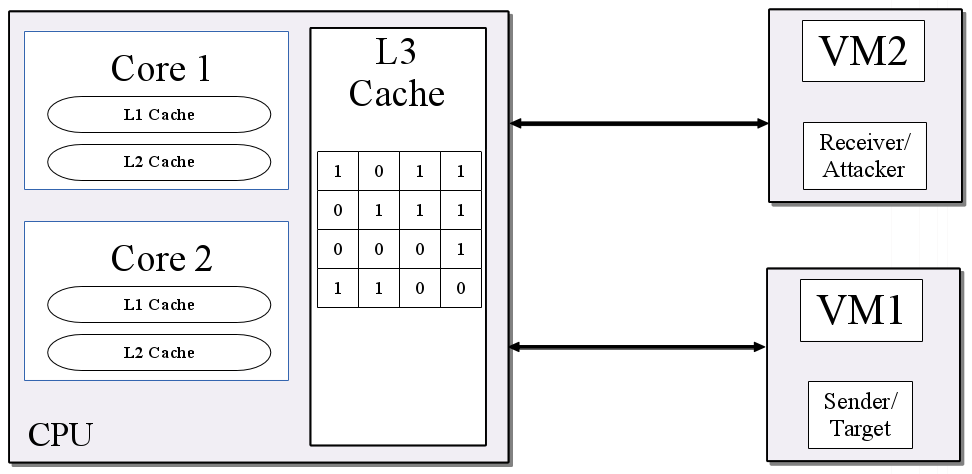 Core 1
L1 Cache
L2 Cache
Core 2
L1 Cache
L2 Cache
CPU
L3
Cache
1 0 1 1
0 1 1 1
0 0 0 1
1 1 0 0
VM2
Receiver/
Attacker
VM1
Sender/
Target